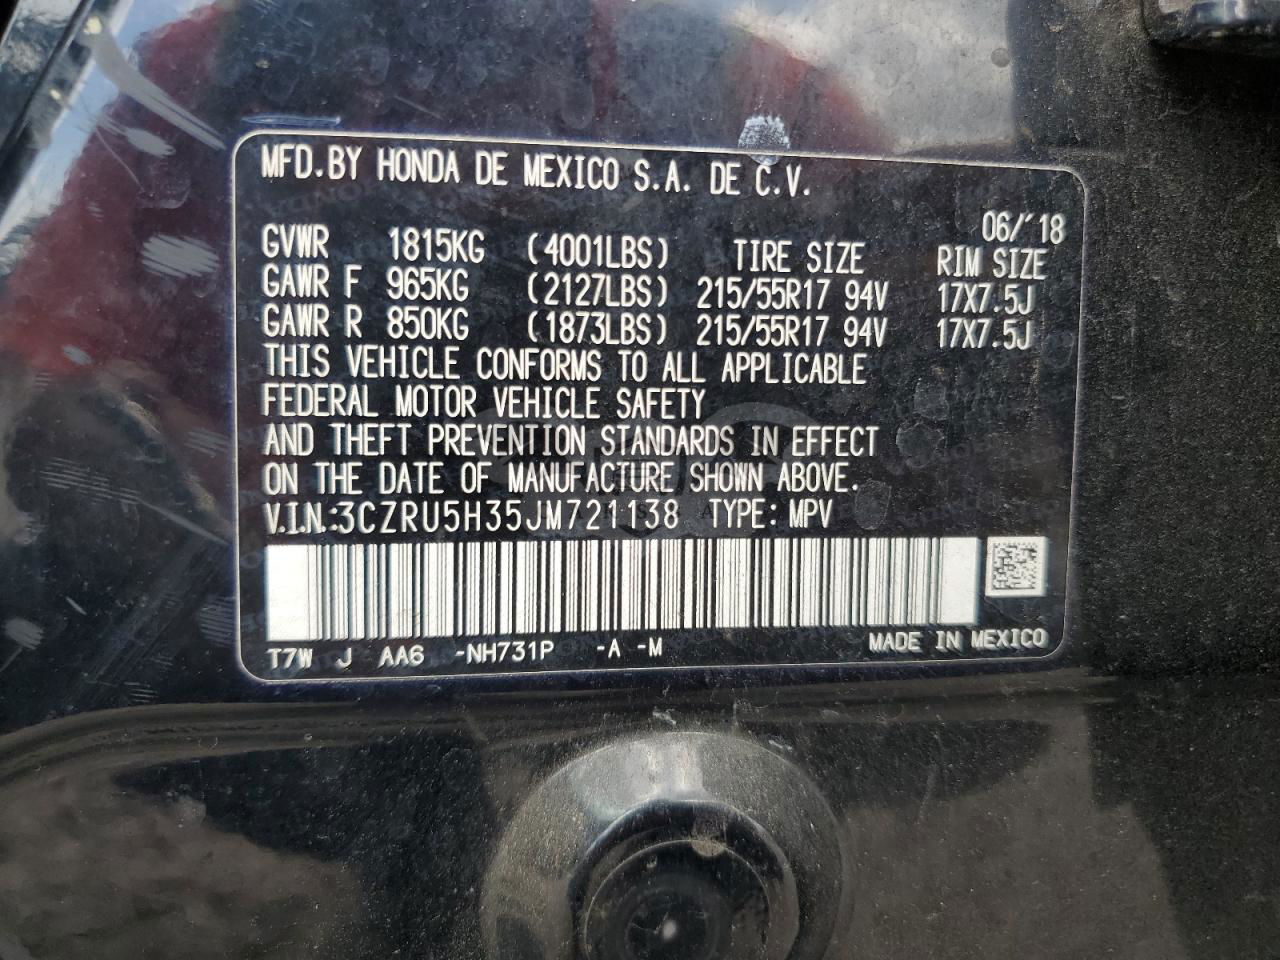 MFD.BY HONDA DE MEXICO S.A. DE C.V.
06/'18
GVWR 1815KG (4001LBS) TIRE SIZE RIM SIZE
GAWR F 965KG (2127LBS) 215/55R17 94V 17X7.5J
GAWR R 850KG (1873LBS) 215/55R17 94V 17X7.5J
THIS VEHICLE CONFORMS TO ALL APPLICABLE
FEDERAL MOTOR VEHICLE SAFETY
AND THEFT PREVENTION STANDARDS IN EFFECT
ON THE DATE OF MANUFACTURE SHOWN ABOVE.
V.I.N.:3CZRU5H35JM721138 TYPE: MPV
T7W J AA6 -NH731P -A -M MADE IN MEXICO